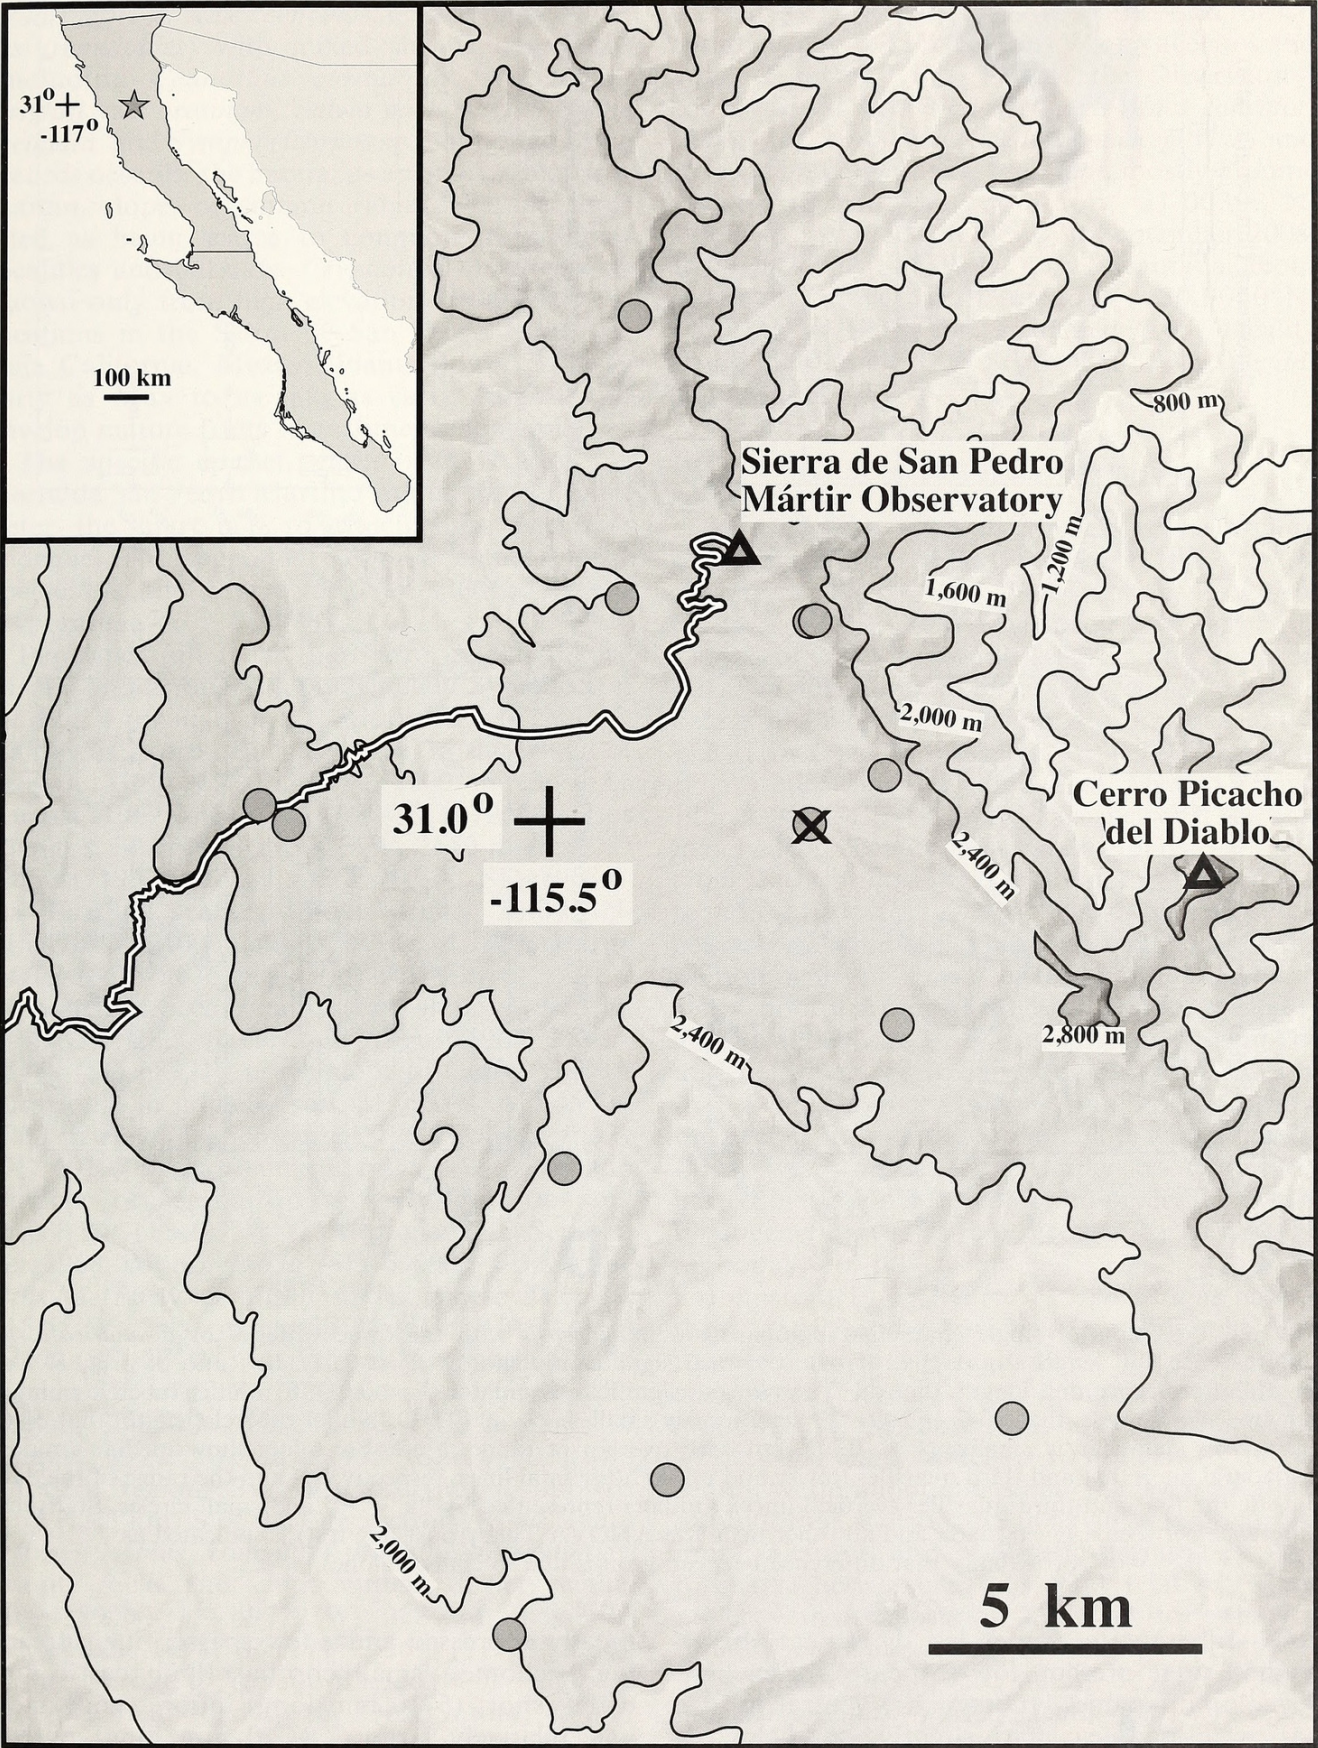 31°
-117°
100 km
800 m
Sierra de San Pedro
Mártir Observatory
1,200 m
1,600 m
2,000 m
Cerro Picacho
del Diablo
31.0°
-115.5°
2,400 m
2,800 m
2,400 m
2,000 m
5 km